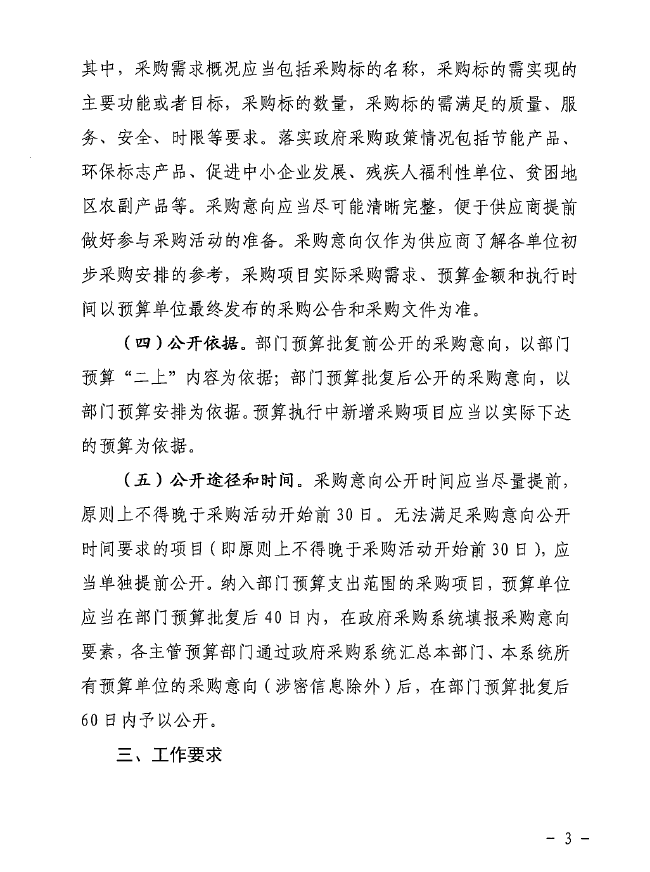 其中，采购需求概况应当包括采购标的名称，采购标的需实现的
主要功能或者目标，采购标的数量，采购标的需满足的质量、服
务、安全、时限等要求。落实政府采购政策情况包括节能产品、
环保标志产品、促进中小企业发展、残疾人福利性单位、贫困地
区农副产品等。采购意向应当尽可能清晰完整，便于供应商提前
做好参与采购活动的准备。采购意向仅作为供应商了解各单位初
步采购安排的参考，采购项目实际采购需求、预算金额和执行时
间以预算单位最终发布的采购公告和采购文件为准。
（四）公开依据。部门预算批复前公开的采购意向，以部门
预算“二上”内容为依据；部门预算批复后公开的采购意向，以
部门预算安排为依据。预算执行中新增采购项目应当以实际下达
的预算为依据。
（五）公开途径和时间。采购意向公开时间应当尽量提前，
原则上不得晚于采购活动开始前 30 日。无法满足采购意向公开
时间要求的项目（即原则上不得晚于采购活动开始前 30 日），应
当单独提前公开。纳入部门预算支出范围的采购项目，预算单位
应当在部门预算批复后 40 日内，在政府采购系统填报采购意向
要素，各主管预算部门通过政府采购系统汇总本部门、本系统所
有预算单位的采购意向（涉密信息除外）后，在部门预算批复后
60 日内予以公开。
三、工作要求
- 3 -